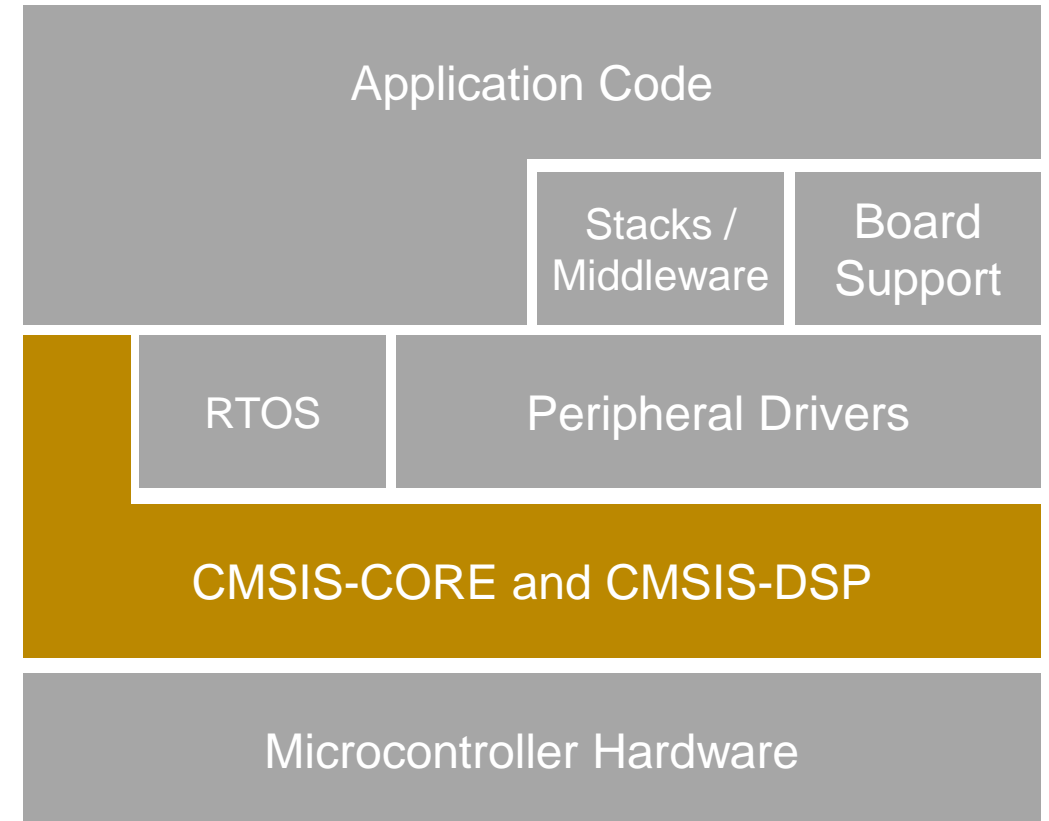 Application Code
Stacks /
Middleware
Board
Support
RTOS
Peripheral Drivers
CMSIS-CORE and CMSIS-DSP
Microcontroller Hardware